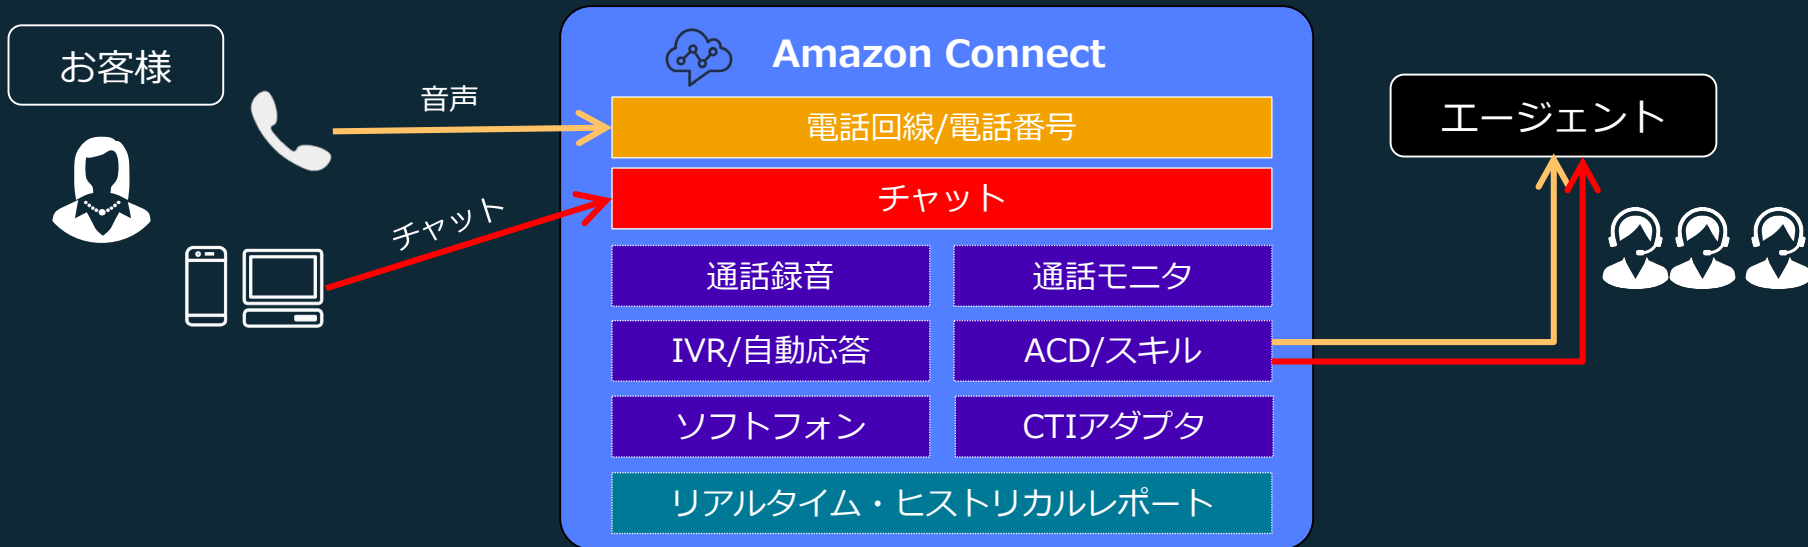 お客様
音声
チャット
Amazon Connect
電話回線/電話番号
チャット
通話録音
通話モニタ
IVR/自動応答
ACD/スキル
ソフトフォン
CTIアダプタ
リアルタイム・ヒストリカルレポート
エージェント